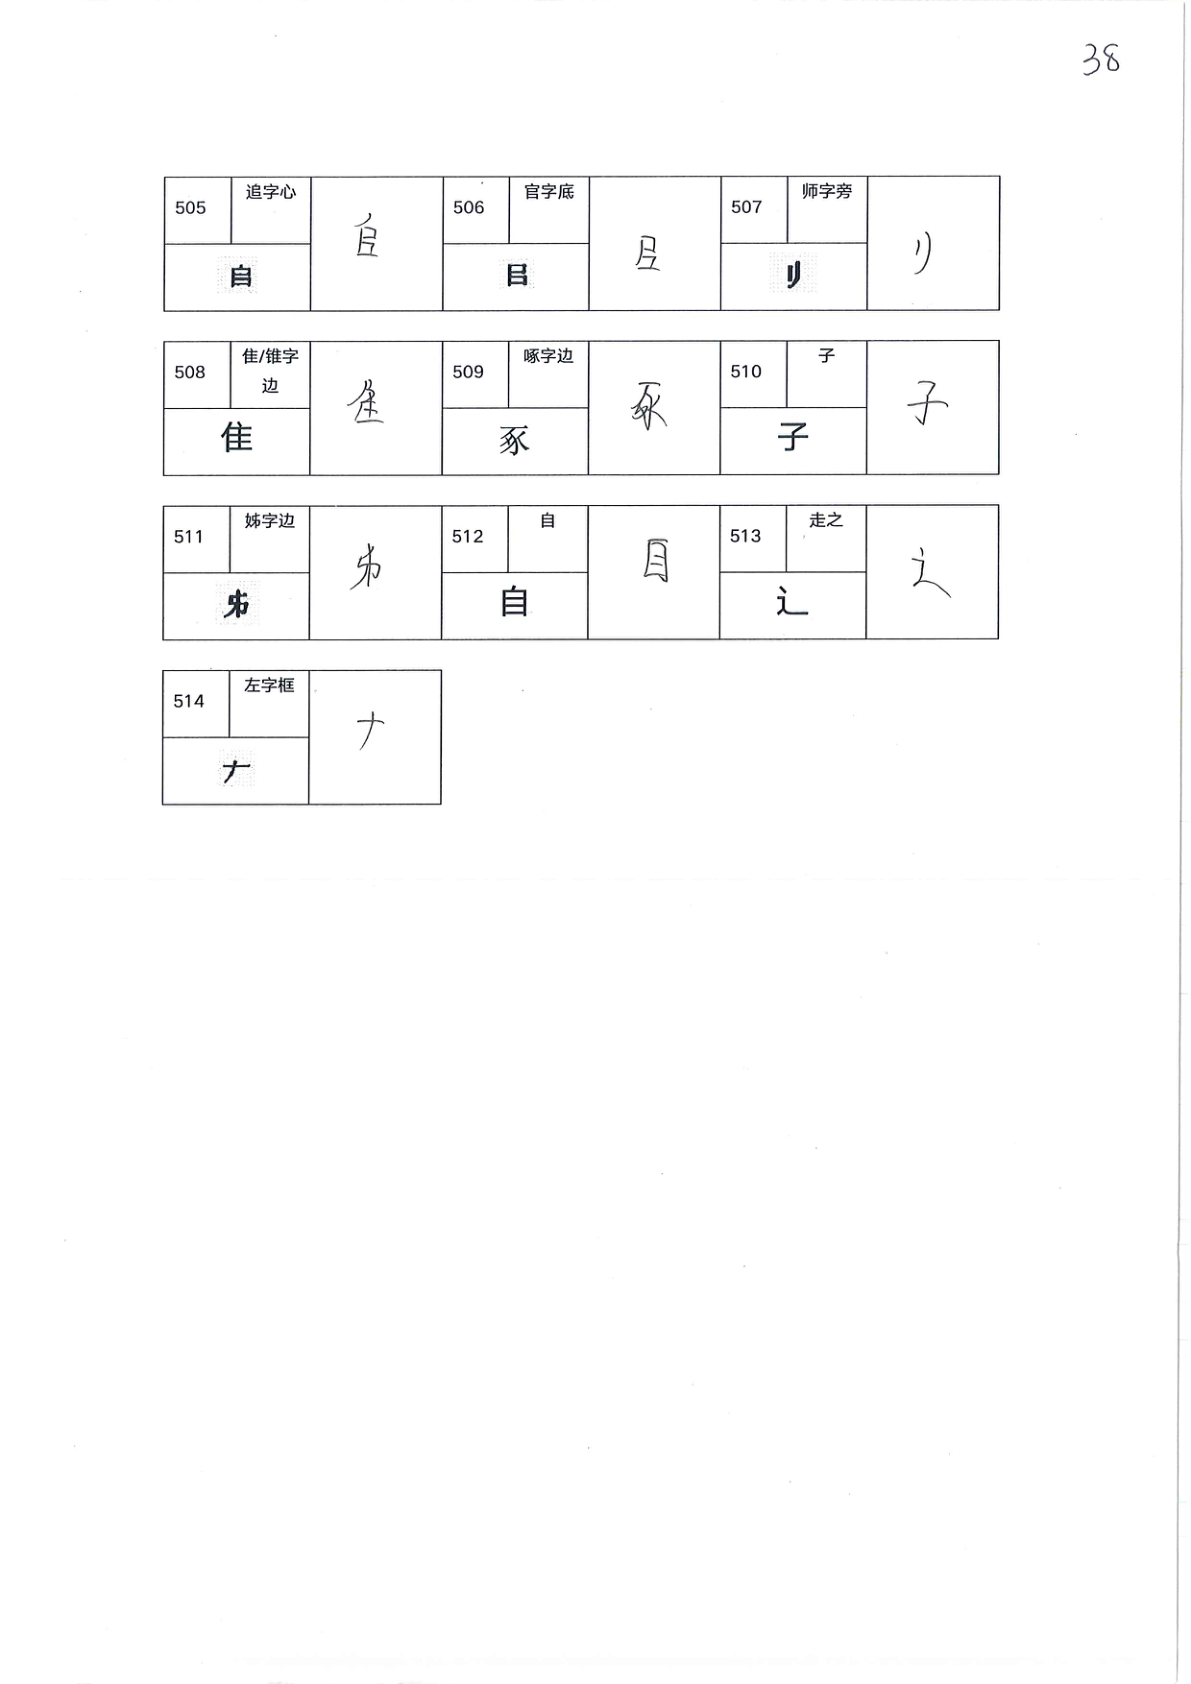 38
505 追字心 𠂤 𠂤
506 官字底 㠯 㠯
507 师字旁 刂 刂
508 隹/锥字边 隹 隹
509 啄字边 豖 豖
510 子 子 子
511 姊字边 𠂔 𠂔
512 自 自
513 走之 辶 辶
514 左字框 𠂇 𠂇